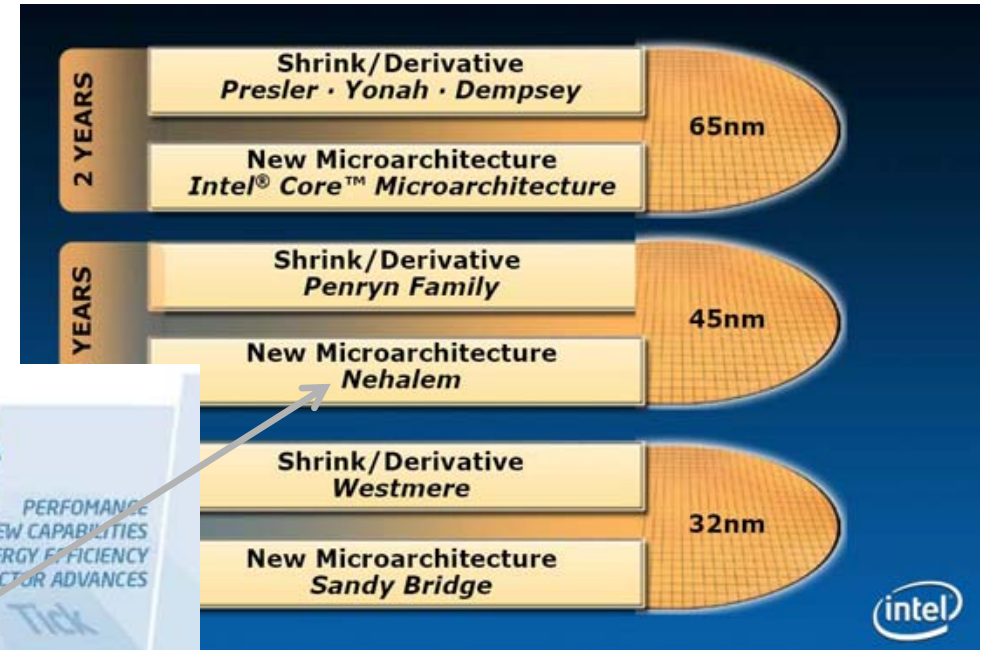 2 YEARS
Shrink/Derivative
Presler · Yonah · Dempsey
New Microarchitecture
Intel® Core™ Microarchitecture
65nm
YEARS
Shrink/Derivative
Penryn Family
New Microarchitecture
Nehalem
45nm
Shrink/Derivative
Westmere
New Microarchitecture
Sandy Bridge
32nm
PERFOMANCE
EW CAPABILITIES
ERGY EFFICIENCY
CTOR ADVANCES
Tick
intel